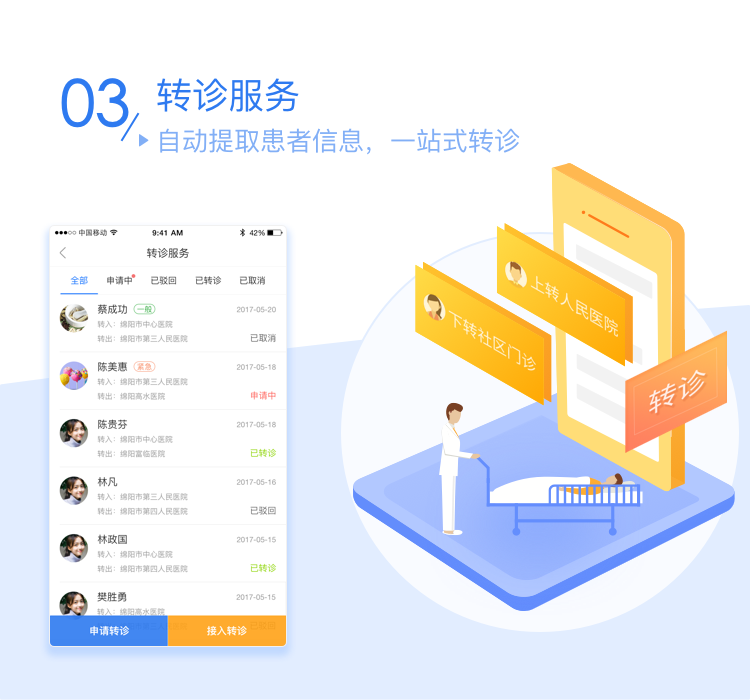 03
转诊服务
自动提取患者信息，一站式转诊
中国移动
9:41 AM
42%
转诊服务
全部 申请中 已驳回 已转诊 已取消
蔡成功 一般 2017-05-20
转入：绵阳市中心医院
转出：绵阳市第三人民医院 已取消
陈美惠 紧急 2017-05-18
转入：绵阳市第三人民医院
转出：绵阳高水医院 申请中
陈贵芬 2017-05-18
转入：绵阳市中心医院
转出：绵阳富临医院 已转诊
林凡 2017-05-16
转入：绵阳市第三人民医院
转出：绵阳市第四人民医院 已驳回
林政国 2017-05-15
转入：绵阳市中心医院
转出：绵阳市第四人民医院 已转诊
樊胜勇 2017-05-15
转入：绵阳高水医院
申请转诊 接入转诊
上转人民医院
下转社区门诊
转诊